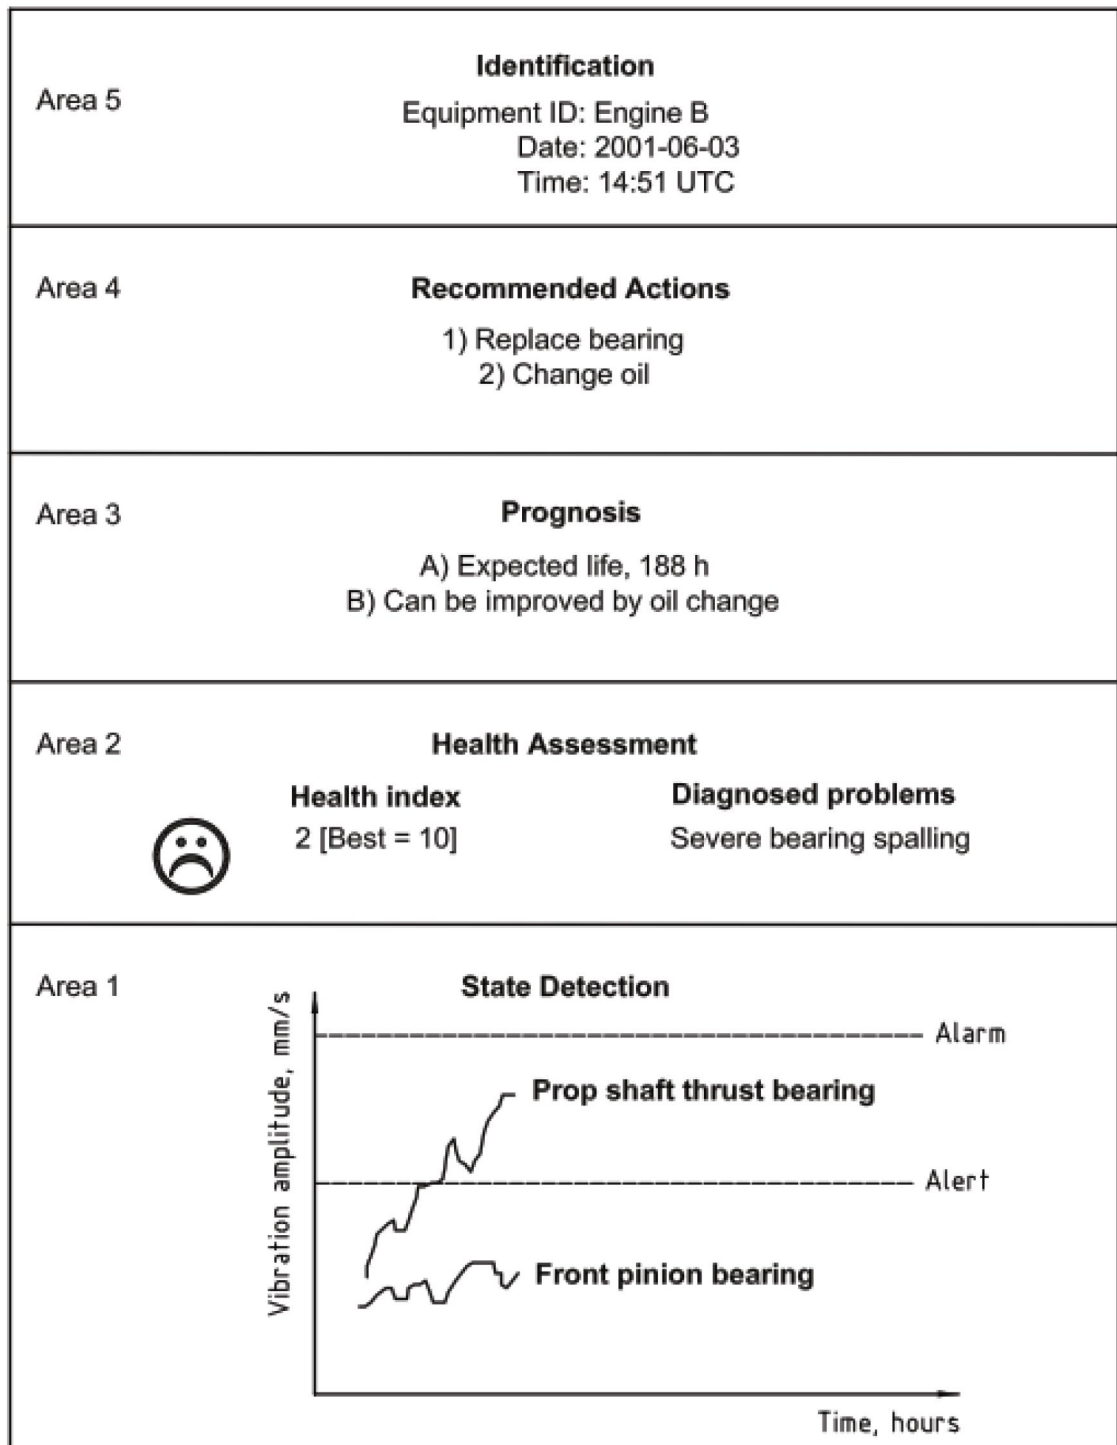 Area 5
Identification
Equipment ID: Engine B
Date: 2001-06-03
Time: 14:51 UTC
Area 4
Recommended Actions
1) Replace bearing
2) Change oil
Area 3
Prognosis
A) Expected life, 188 h
B) Can be improved by oil change
Area 2
Health Assessment
Health index
Diagnosed problems
2 [Best = 10]
Severe bearing spalling
Area 1
State Detection
Vibration amplitude, mm/s
Alarm
Prop shaft thrust bearing
Alert
Front pinion bearing
Time, hours